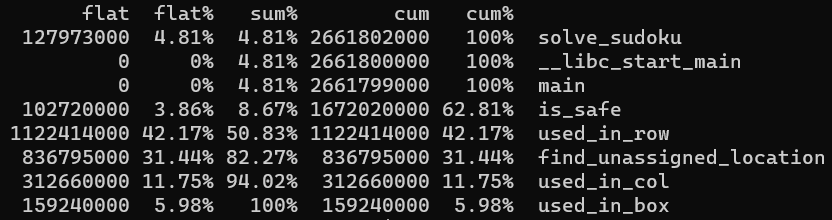 flat flat% sum% cum cum%
127973000 4.81% 4.81% 2661802000 100% solve_sudoku
0 0% 4.81% 2661800000 100% __libc_start_main
0 0% 4.81% 2661799000 100% main
102720000 3.86% 8.67% 1672020000 62.81% is_safe
1122414000 42.17% 50.83% 1122414000 42.17% used_in_row
836795000 31.44% 82.27% 836795000 31.44% find_unassigned_location
312660000 11.75% 94.02% 312660000 11.75% used_in_col
159240000 5.98% 100% 159240000 5.98% used_in_box